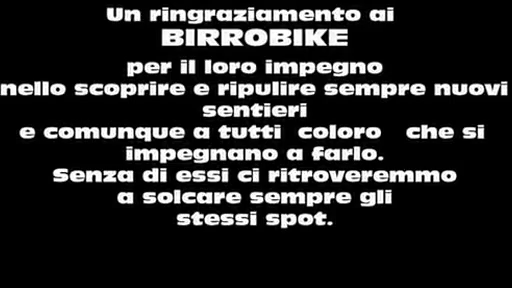 Un ringraziamento ai
BIRROBIKE
per il loro impegno
nello scoprire e ripulire sempre nuovi
sentieri
e comunque a tutti coloro che si
impegnano a farlo.
Senza di essi ci ritroveremmo
a solcare sempre gli
stessi spot.